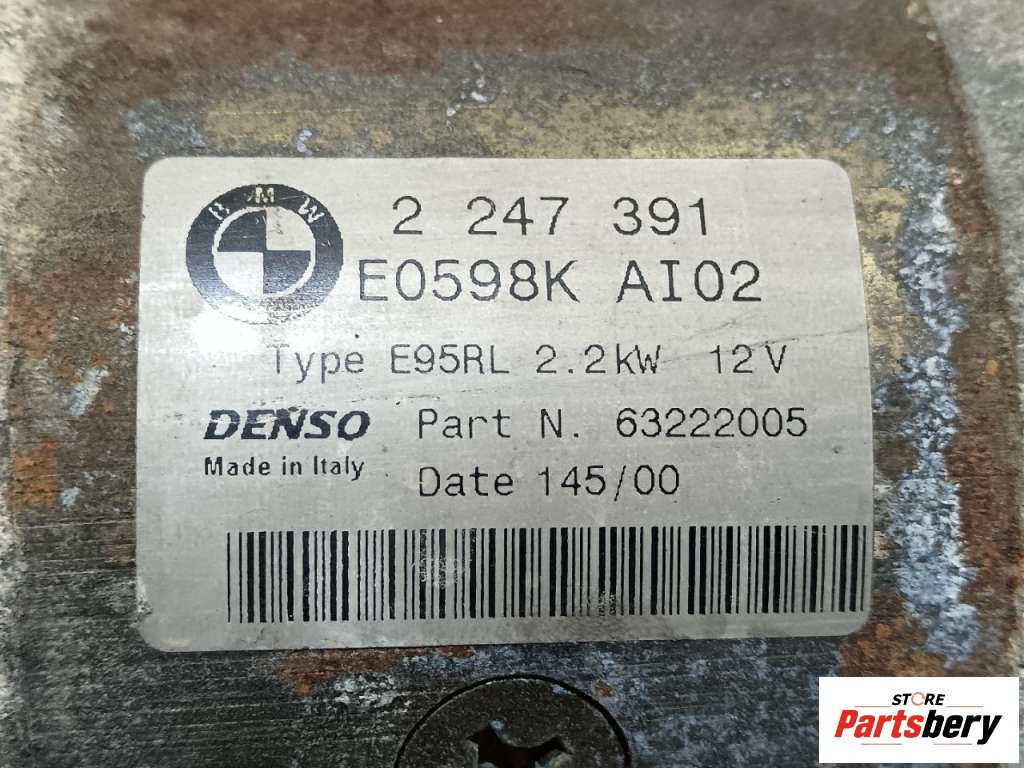 BMW
2 247 391
E0598K AI02
Type E95RL 2.2kW 12V
DENSO Part N. 63222005
Made in Italy
Date 145/00
STORE
Partsbery